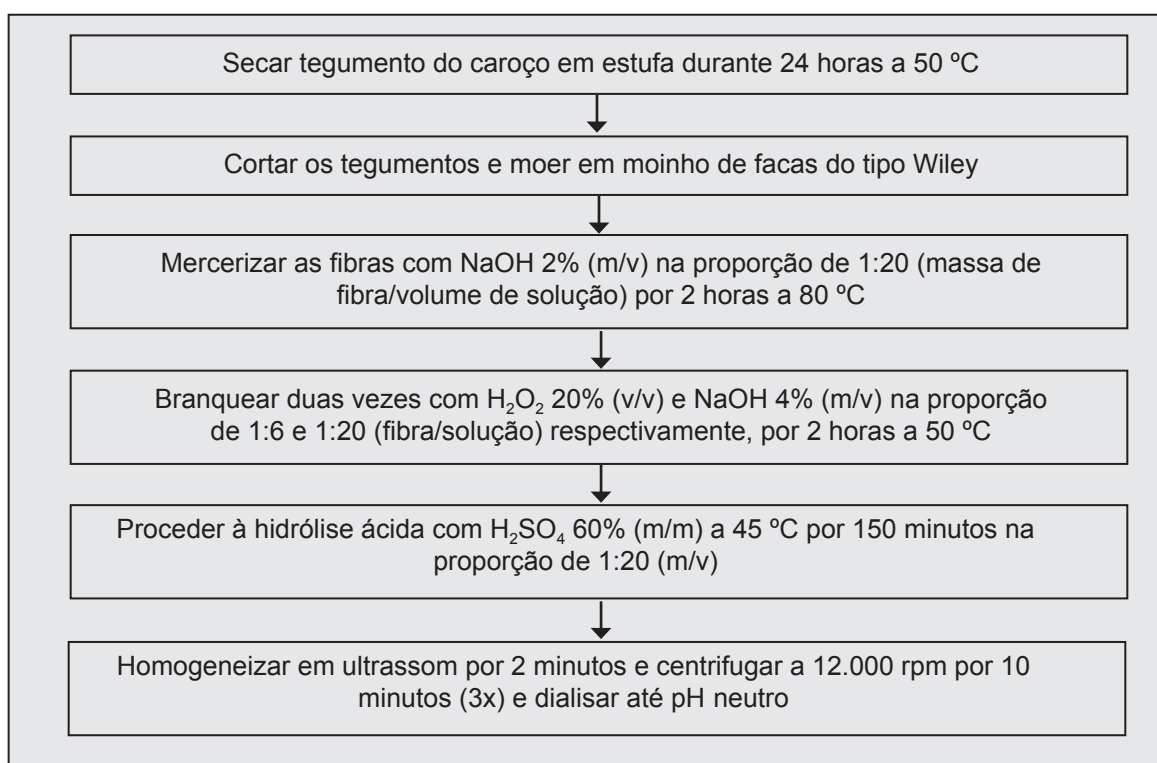 Secar tegumento do caroço em estufa durante 24 horas a 50 ºC
Cortar os tegumentos e moer em moinho de facas do tipo Wiley
Mercerizar as fibras com NaOH 2% (m/v) na proporção de 1:20 (massa de
fibra/volume de solução) por 2 horas a 80 ºC
Branquear duas vezes com H₂O₂ 20% (v/v) e NaOH 4% (m/v) na proporção
de 1:6 e 1:20 (fibra/solução) respectivamente, por 2 horas a 50 ºC
Proceder à hidrólise ácida com H₂SO₄ 60% (m/m) a 45 ºC por 150 minutos na
proporção de 1:20 (m/v)
Homogeneizar em ultrassom por 2 minutos e centrifugar a 12.000 rpm por 10
minutos (3x) e dialisar até pH neutro